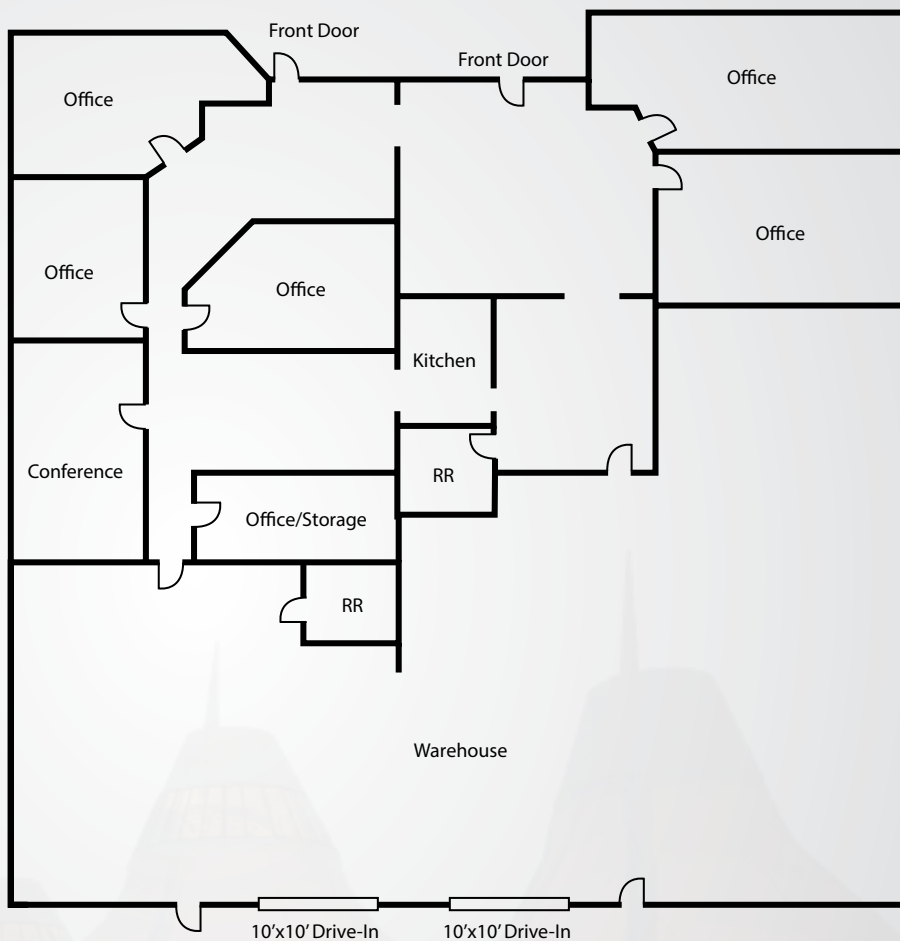 Front Door
Front Door
Office
Office
Office
Office
Office
Kitchen
Conference
RR
Office/Storage
RR
Warehouse
10'x10' Drive-In
10'x10' Drive-In